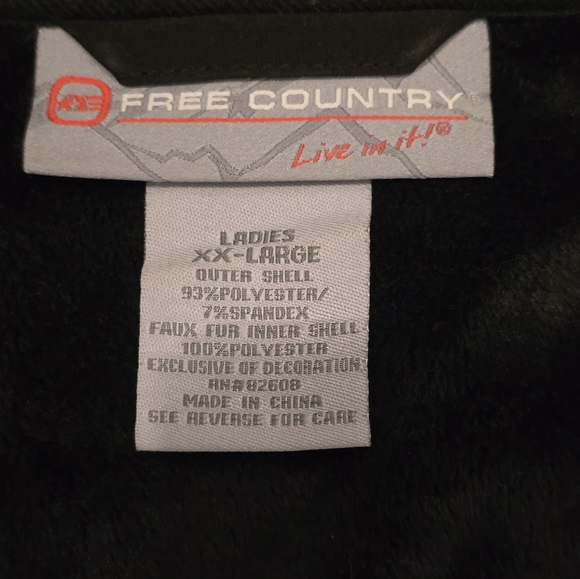 FREE COUNTRY
Live in it!®
LADIES
XX-LARGE
OUTER SHELL
93%POLYESTER/
7%SPANDEX
FAUX FUR INNER SHELL
100%POLYESTER
EXCLUSIVE OF DECORATION
RN#82608
MADE IN CHINA
SEE REVERSE FOR CARE